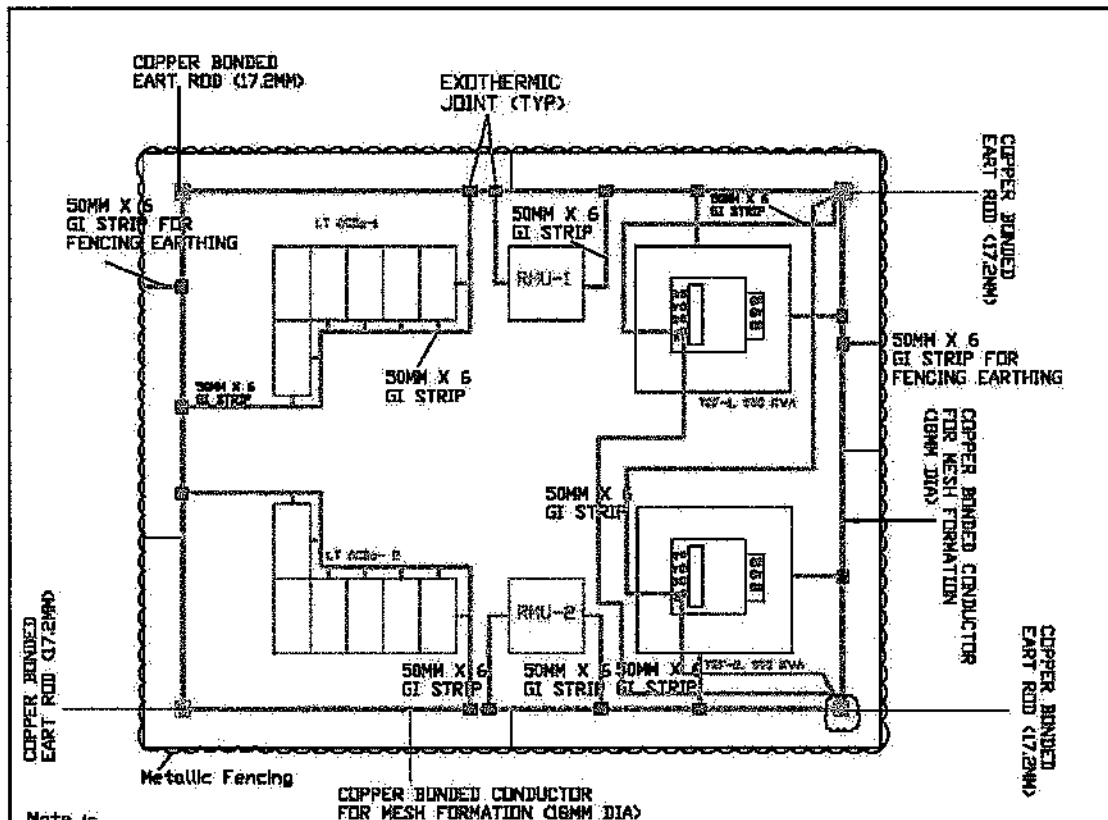 COPPER BONDED
EART ROD (17.2MM)
EXOTHERMIC
JOINT (TYP)
COPPER BONDED
EART ROD (17.2MM)
50MM X 6
GI STRIP FOR
FENCING EARTHING
50MM X 6
GI STRIP
50MM X 6
GI STRIP
RMU-1
50MM X 6
GI STRIP FOR
FENCING EARTHING
50MM X 6
GI STRIP
50MM X 6
GI STRIP
COPPER BONDED CONDUCTOR
FOR MESH FORMATION
(18MM DIA)
50MM X 6
GI STRIP
RMU-2
COPPER BONDED
EART ROD (17.2MM)
50MM X 6
GI STRIP
50MM X 6
GI STRIP
50MM X 6
GI STRIP
COPPER BONDED
EART ROD (17.2MM)
Metallic Fencing
COPPER BONDED CONDUCTOR
FOR MESH FORMATION (18MM DIA)